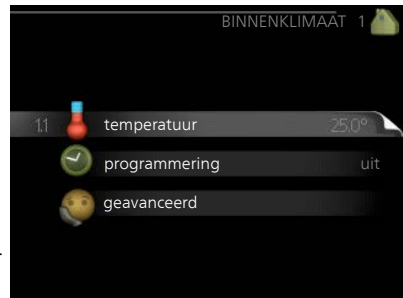 BINNENKLIMAAT 1
1.1 temperatuur 25.0°
programmering uit
geavanceerd